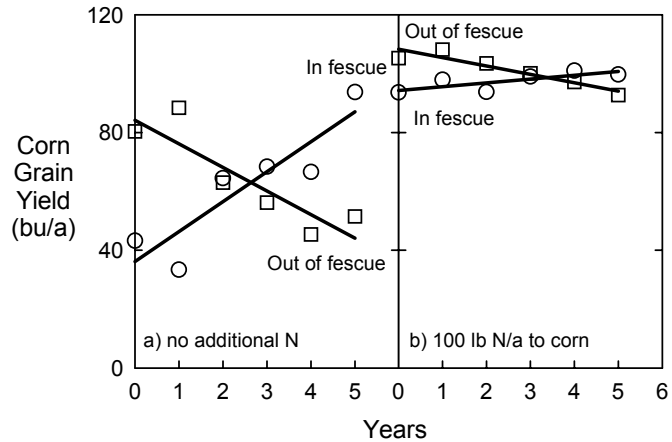 120
80
40
0
Corn
Grain
Yield
(bu/a)
In fescue
Out of fescue
a) no additional N
Out of fescue
In fescue
b) 100 lb N/a to corn
0 1 2 3 4 5 0 1 2 3 4 5 6
Years